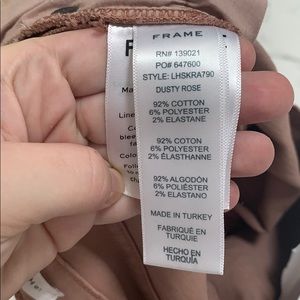 FRAME
RN# 139021
PO# 647600
STYLE: LHSKRA790
DUSTY ROSE
92% COTTON
6% POLYESTER
2% ELASTANE
92% COTON
6% POLYESTER
2% ÉLASTHANNE
92% ALGODÓN
6% POLIÉSTER
2% ELASTANO
MADE IN TURKEY
FABRIQUÉ EN
TURQUIE
HECHO EN
TURQUÍA